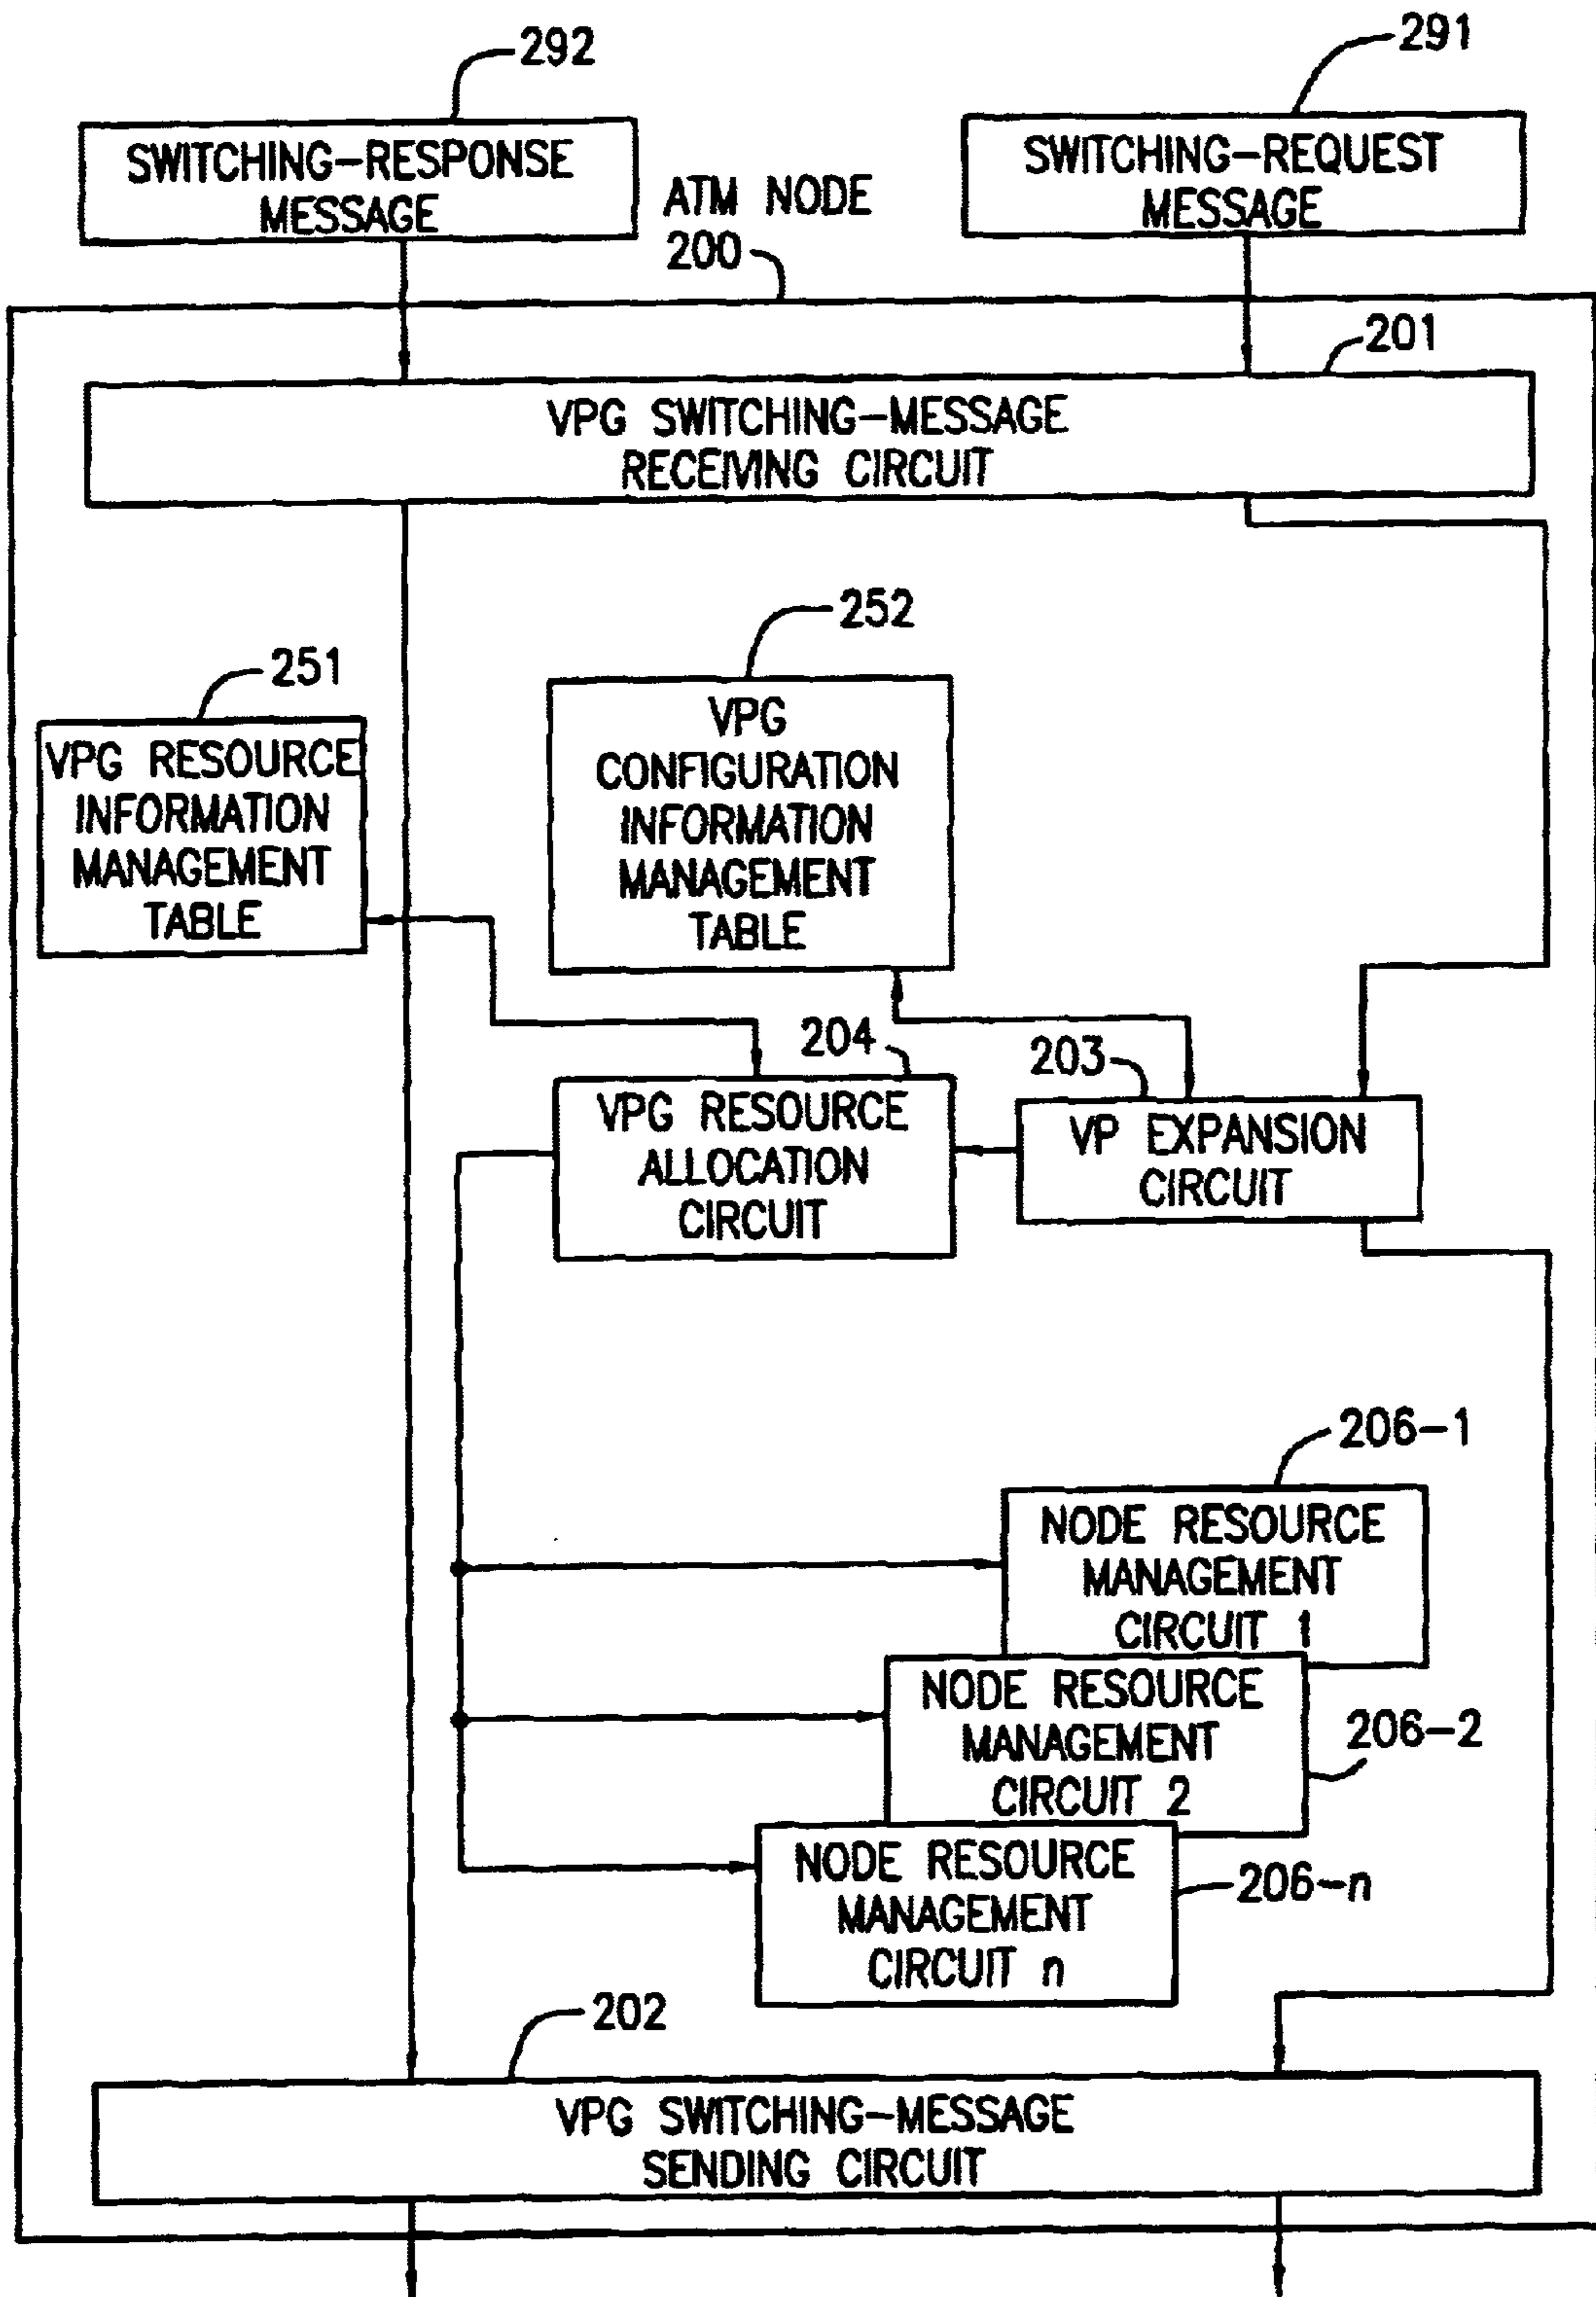 292
291
SWITCHING-RESPONSE
MESSAGE
SWITCHING-REQUEST
MESSAGE
ATM NODE
200
201
VPG SWITCHING-MESSAGE
RECEIVING CIRCUIT
252
251
VPG RESOURCE
INFORMATION
MANAGEMENT
TABLE
VPG
CONFIGURATION
INFORMATION
MANAGEMENT
TABLE
204
203
VPG RESOURCE
ALLOCATION
CIRCUIT
VP EXPANSION
CIRCUIT
206-1
NODE RESOURCE
MANAGEMENT
CIRCUIT 1
NODE RESOURCE
MANAGEMENT
CIRCUIT 2
206-2
NODE RESOURCE
MANAGEMENT
CIRCUIT n
206-n
202
VPG SWITCHING-MESSAGE
SENDING CIRCUIT